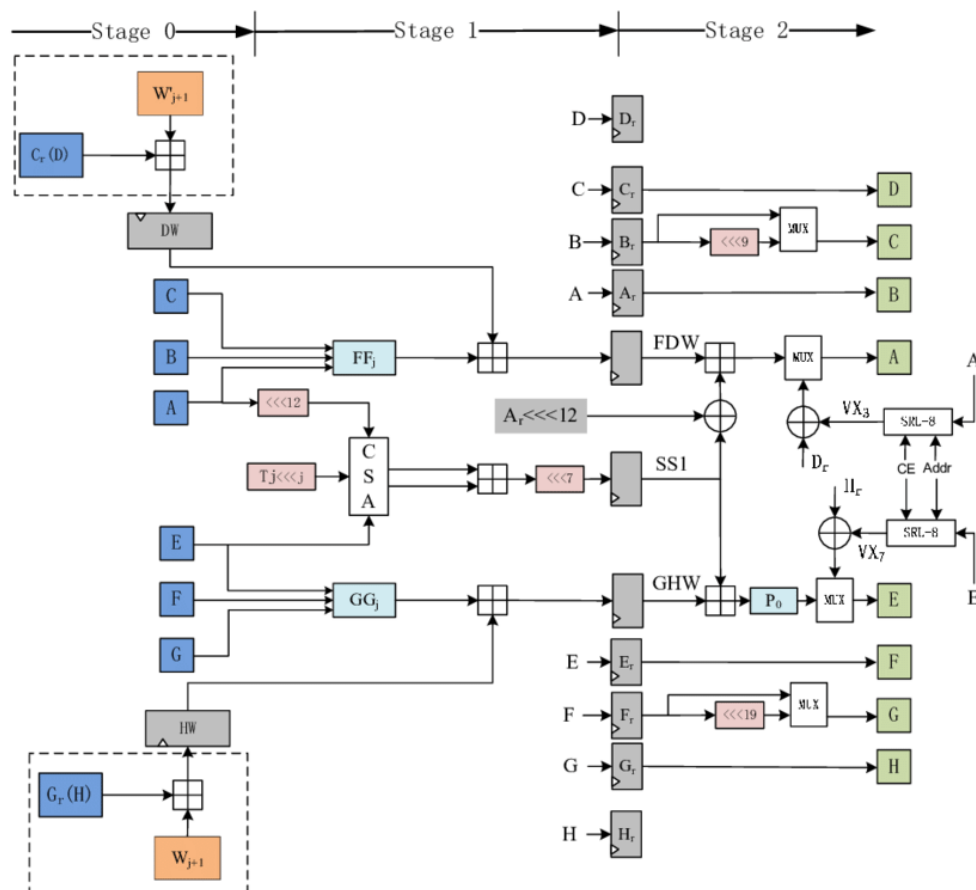 Stage 0
Stage 1
Stage 2
W'j+1
Cr(D)
DW
D
Dr
C
Cr
D
B
Br
<<<9
MUX
C
A
Ar
B
C
B
FFj
FDW
MUX
A
A
<<<12
Ar<<<12
VX3
SRL-8
A
Dr
CE
Addr
Tj<<<j
CSA
<<<7
SS1
Hr
VX7
SRL-8
E
E
F
GGj
GHW
P0
MUX
E
G
E
Er
F
F
Fr
<<<19
MUX
G
HW
G
Gr
H
Gr(H)
Wj+1
H
Hr